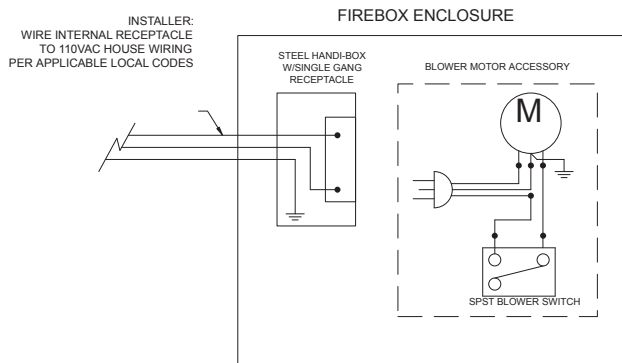 INSTALLER:
WIRE INTERNAL RECEPTACLE
TO 110VAC HOUSE WIRING
PER APPLICABLE LOCAL CODES
FIREBOX ENCLOSURE
STEEL HANDI-BOX
W/SINGLE GANG
RECEPTACLE
BLOWER MOTOR ACCESSORY
M
SPST BLOWER SWITCH